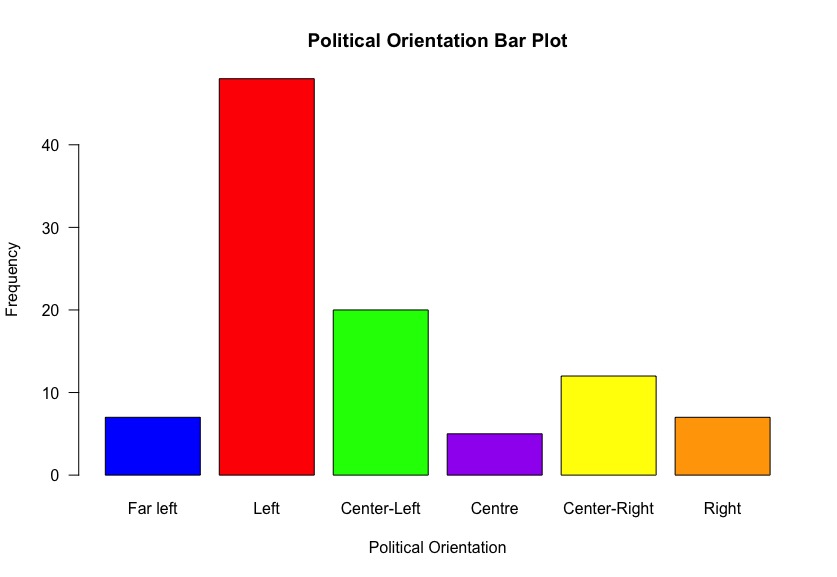 Political Orientation Bar Plot
40
30
20
10
0
Frequency
Far left Left Center-Left Centre Center-Right Right
Political Orientation